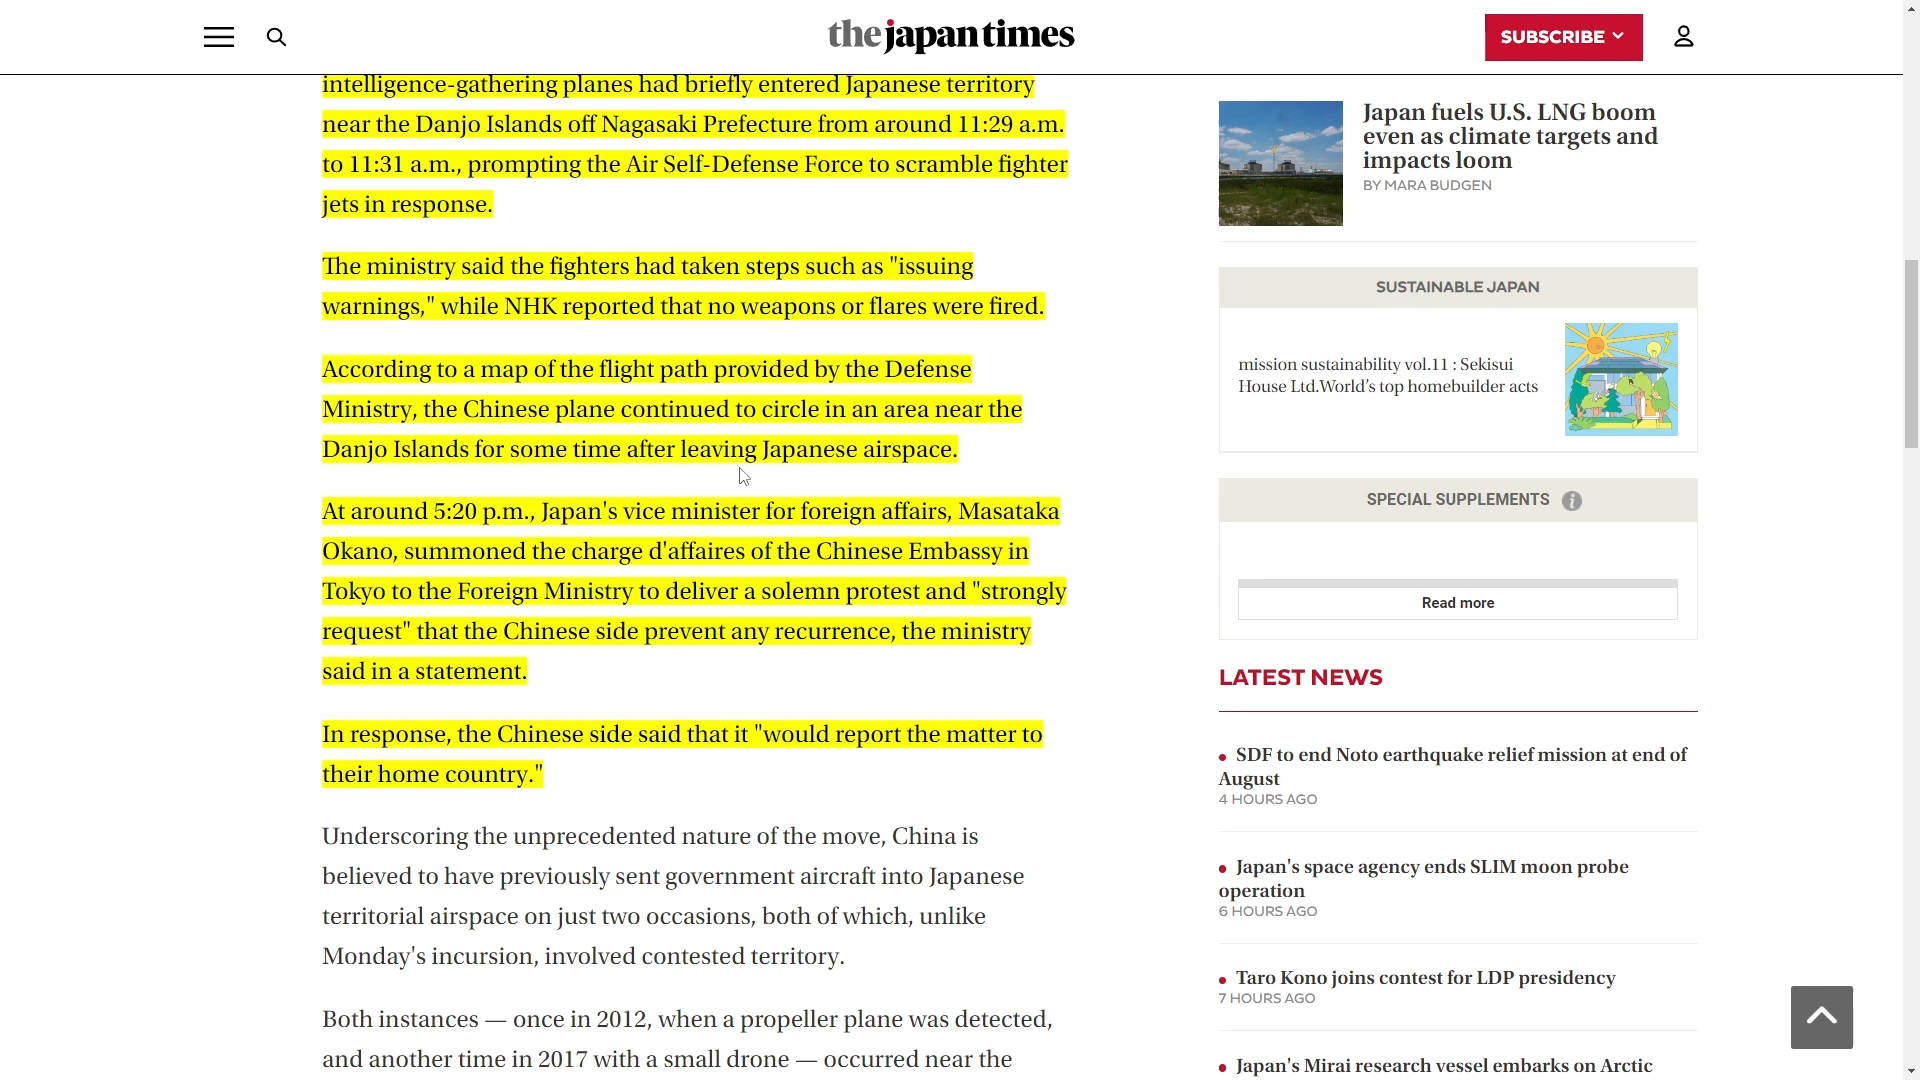 the japan times
SUBSCRIBE
intelligence-gathering planes had briefly entered Japanese territory
near the Danjo Islands off Nagasaki Prefecture from around 11:29 a.m.
to 11:31 a.m., prompting the Air Self-Defense Force to scramble fighter
jets in response.
The ministry said the fighters had taken steps such as "issuing
warnings," while NHK reported that no weapons or flares were fired.
According to a map of the flight path provided by the Defense
Ministry, the Chinese plane continued to circle in an area near the
Danjo Islands for some time after leaving Japanese airspace.
At around 5:20 p.m., Japan's vice minister for foreign affairs, Masataka
Okano, summoned the charge d'affaires of the Chinese Embassy in
Tokyo to the Foreign Ministry to deliver a solemn protest and "strongly
request" that the Chinese side prevent any recurrence, the ministry
said in a statement.
In response, the Chinese side said that it "would report the matter to
their home country."
Underscoring the unprecedented nature of the move, China is
believed to have previously sent government aircraft into Japanese
territorial airspace on just two occasions, both of which, unlike
Monday's incursion, involved contested territory.
Both instances — once in 2012, when a propeller plane was detected,
and another time in 2017 with a small drone — occurred near the
Japan fuels U.S. LNG boom
even as climate targets and
impacts loom
BY MARA BUDGEN
SUSTAINABLE JAPAN
mission sustainability vol.11 : Sekisui
House Ltd.World's top homebuilder acts
SPECIAL SUPPLEMENTS i
Read more
LATEST NEWS
SDF to end Noto earthquake relief mission at end of
August
4 HOURS AGO
Japan's space agency ends SLIM moon probe
operation
6 HOURS AGO
Taro Kono joins contest for LDP presidency
7 HOURS AGO
Japan's Mirai research vessel embarks on Arctic